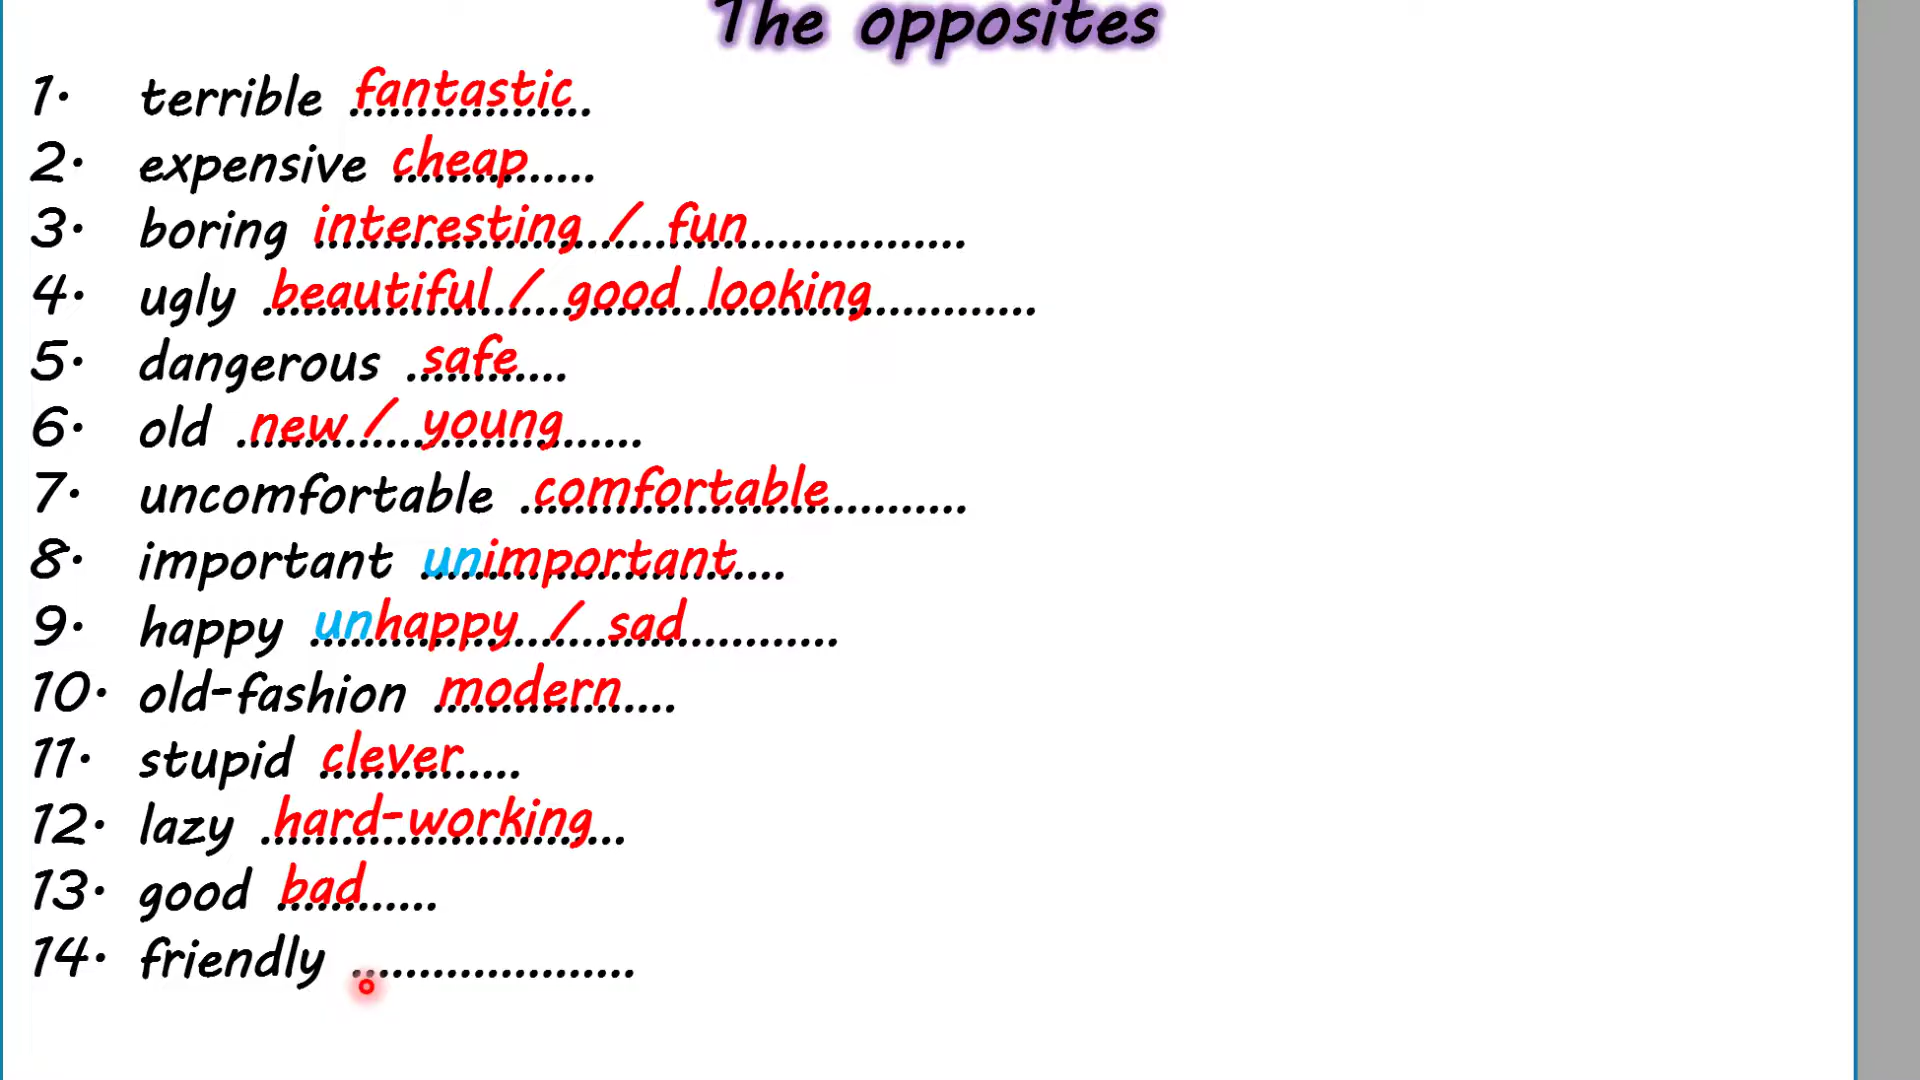 The opposites
1. terrible fantastic
2. expensive cheap
3. boring interesting / fun
4. ugly beautiful / good looking
5. dangerous safe
6. old new / young
7. uncomfortable comfortable
8. important unimportant
9. happy unhappy / sad
10. old-fashion modern
11. stupid clever
12. lazy hard-working
13. good bad
14. friendly .....................